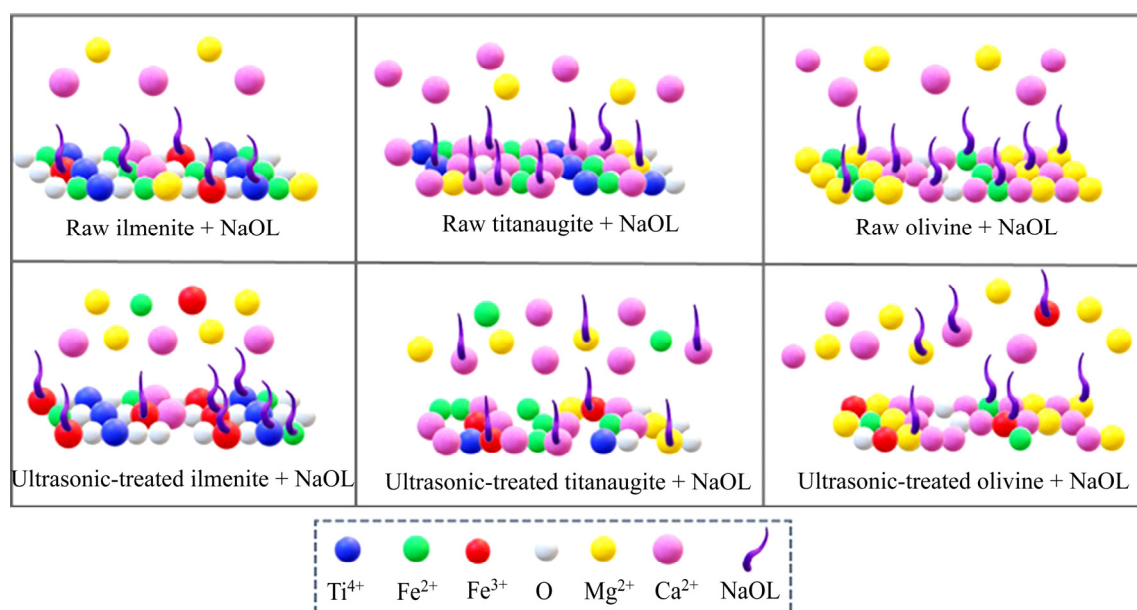 Raw ilmenite + NaOL
Raw titanaugite + NaOL
Raw olivine + NaOL
Ultrasonic-treated ilmenite + NaOL
Ultrasonic-treated titanaugite + NaOL
Ultrasonic-treated olivine + NaOL
Ti4+ Fe2+ Fe3+ O Mg2+ Ca2+ NaOL